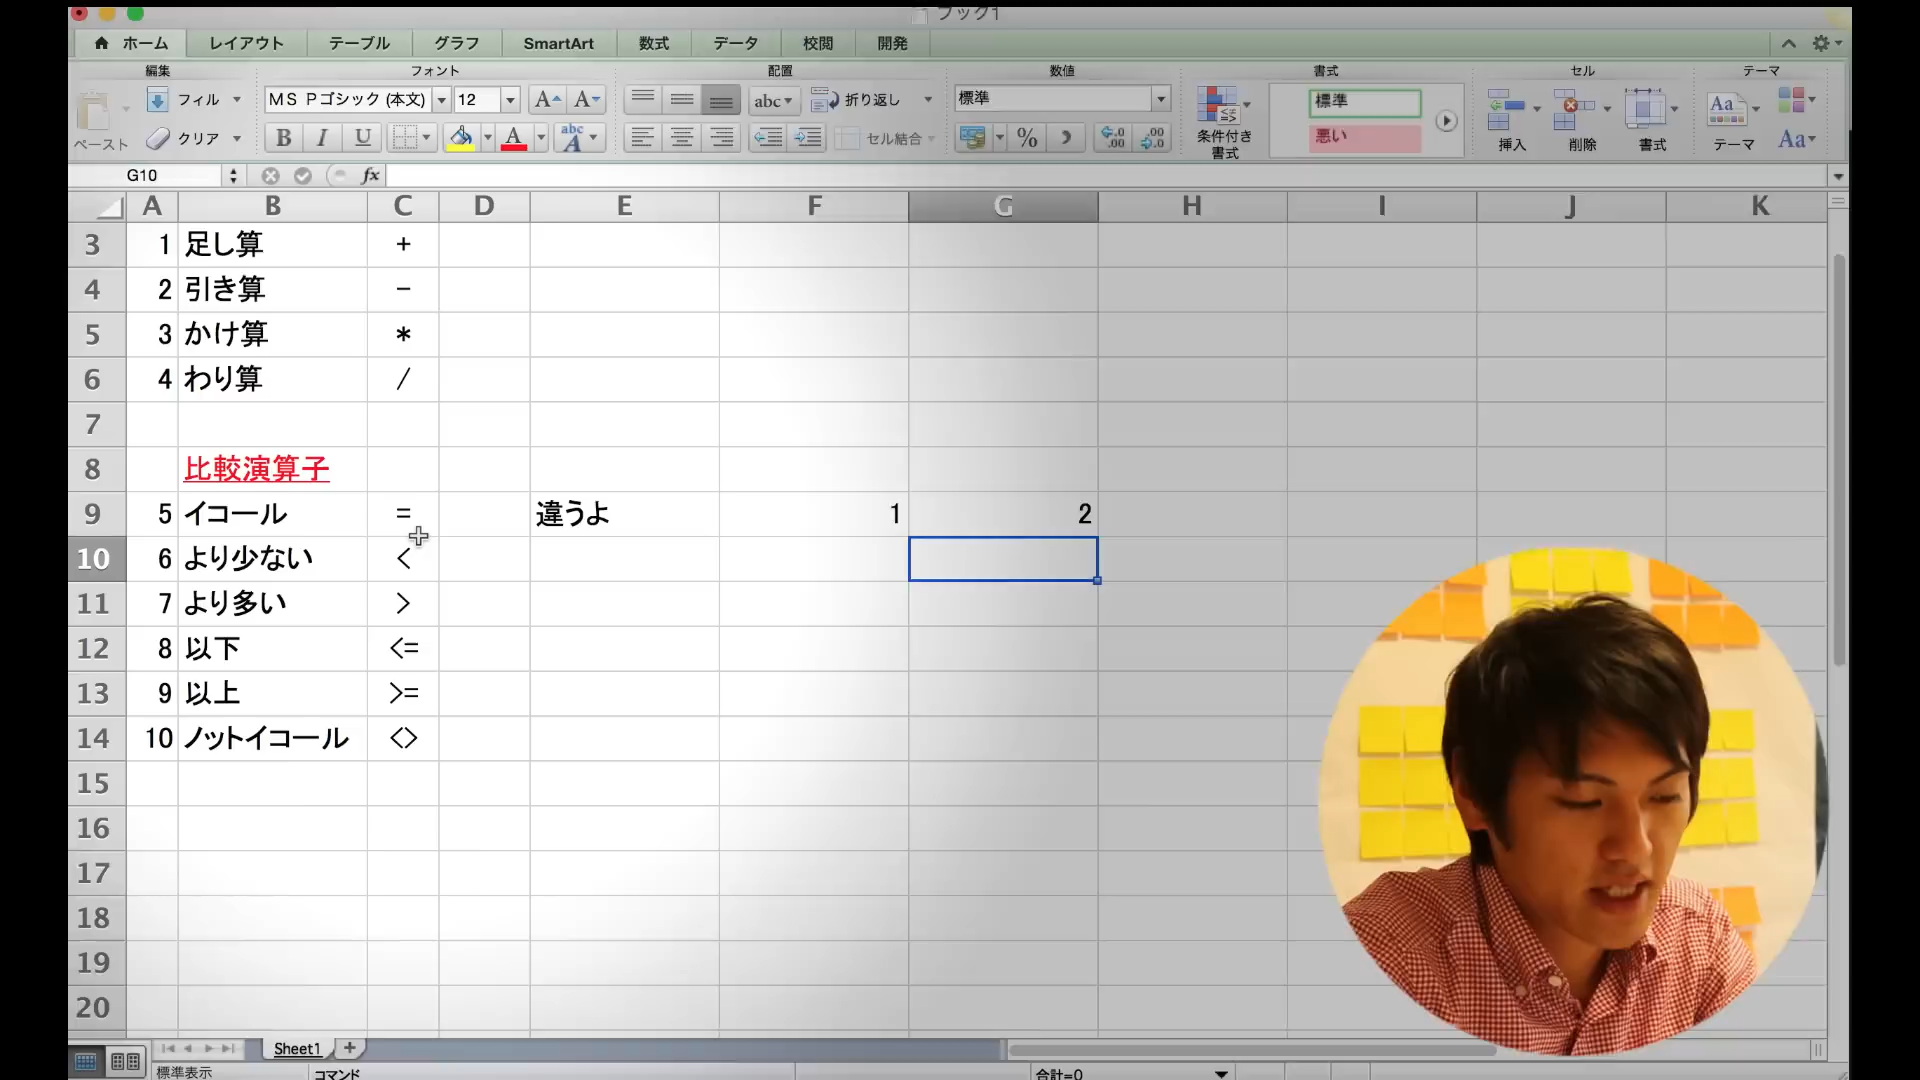 ブック1
ホーム レイアウト テーブル グラフ SmartArt 数式 データ 校閲 開発
編集 フォント 配置 数値 書式 セル テーマ
ペースト フィル クリア
MS Pゴシック (本文) 12 A A
B I U A abc A
abc 折り返し
セル結合
標準
% .0 .00 .00 .0
条件付き書式
標準
悪い
挿入 削除 書式 テーマ Aa
G10 fx
A B C D E F G H I J K
3 1 足し算 +
4 2 引き算 -
5 3 かけ算 *
6 4 わり算 /
7
8 比較演算子
9 5 イコール = 違うよ 1 2
10 6 より少ない <
11 7 より多い >
12 8 以下 <=
13 9 以上 >=
14 10 ノットイコール <>
15
16
17
18
19
20
Sheet1 +
標準表示 コマンド 合計=0